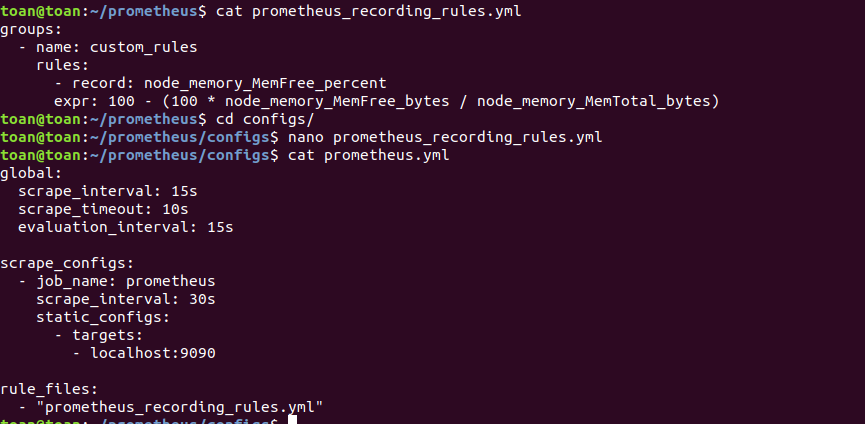 toan@toan:~/prometheus$ cat prometheus_recording_rules.yml
groups:
  - name: custom_rules
    rules:
      - record: node_memory_MemFree_percent
      expr: 100 - (100 * node_memory_MemFree_bytes / node_memory_MemTotal_bytes)
toan@toan:~/prometheus$ cd configs/
toan@toan:~/prometheus/configs$ nano prometheus_recording_rules.yml
toan@toan:~/prometheus/configs$ cat prometheus.yml
global:
  scrape_interval: 15s
  scrape_timeout: 10s
  evaluation_interval: 15s

scrape_configs:
  - job_name: prometheus
    scrape_interval: 30s
    static_configs:
      - targets:
        - localhost:9090

rule_files:
  - "prometheus_recording_rules.yml"
toan@toan:~/prometheus/configs$